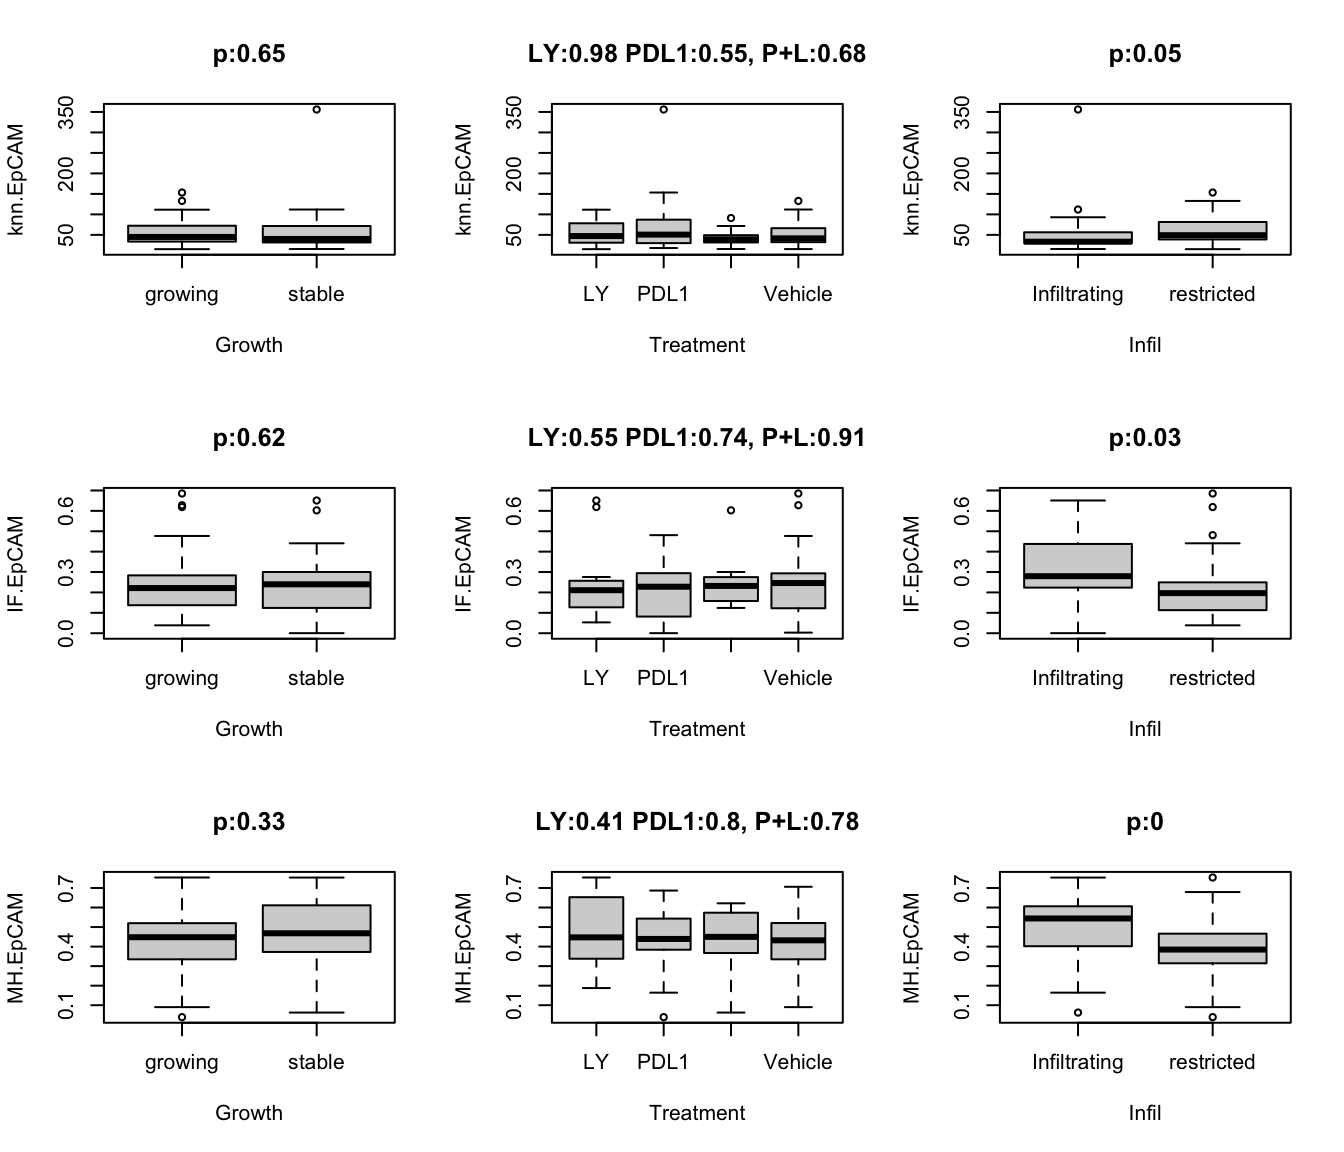 p:0.65
LY:0.98 PDL1:0.55, P+L:0.68
p:0.05
knn.EpCAM
50 200 350
growing stable
Growth
knn.EpCAM
50 200 350
LY PDL1 Vehicle
Treatment
knn.EpCAM
50 200 350
Infiltrating restricted
Infil
p:0.62
LY:0.55 PDL1:0.74, P+L:0.91
p:0.03
IF.EpCAM
0.0 0.3 0.6
growing stable
Growth
IF.EpCAM
0.0 0.3 0.6
LY PDL1 Vehicle
Treatment
IF.EpCAM
0.0 0.3 0.6
Infiltrating restricted
Infil
p:0.33
LY:0.41 PDL1:0.8, P+L:0.78
p:0
MH.EpCAM
0.1 0.4 0.7
growing stable
Growth
MH.EpCAM
0.1 0.4 0.7
LY PDL1 Vehicle
Treatment
MH.EpCAM
0.1 0.4 0.7
Infiltrating restricted
Infil